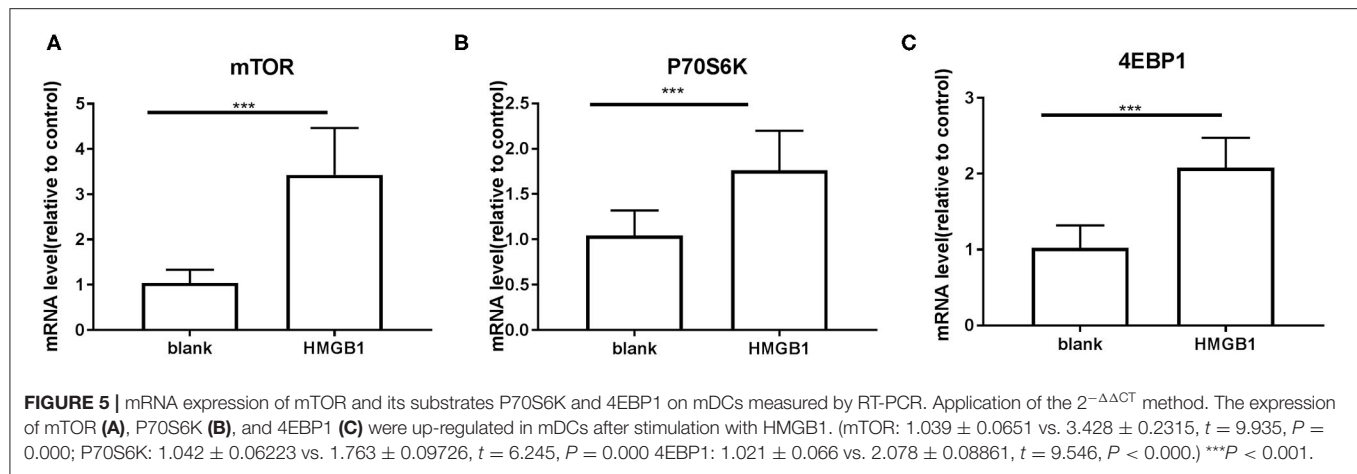 A
mTOR
mRNA level(relative to control)
5
4
3
2
1
0
***
blank HMGB1
B
P70S6K
mRNA level(relative to control)
2.5
2.0
1.5
1.0
0.5
0.0
***
blank HMGB1
C
4EBP1
mRNA level(relative to control)
3
2
1
0
***
blank HMGB1
FIGURE 5 | mRNA expression of mTOR and its substrates P70S6K and 4EBP1 on mDCs measured by RT-PCR. Application of the 2−ΔΔCT method. The expression
of mTOR (A), P70S6K (B), and 4EBP1 (C) were up-regulated in mDCs after stimulation with HMGB1. (mTOR: 1.039 ± 0.0651 vs. 3.428 ± 0.2315, t = 9.935, P =
0.000; P70S6K: 1.042 ± 0.06223 vs. 1.763 ± 0.09726, t = 6.245, P = 0.000 4EBP1: 1.021 ± 0.066 vs. 2.078 ± 0.08861, t = 9.546, P < 0.000.) ***P < 0.001.